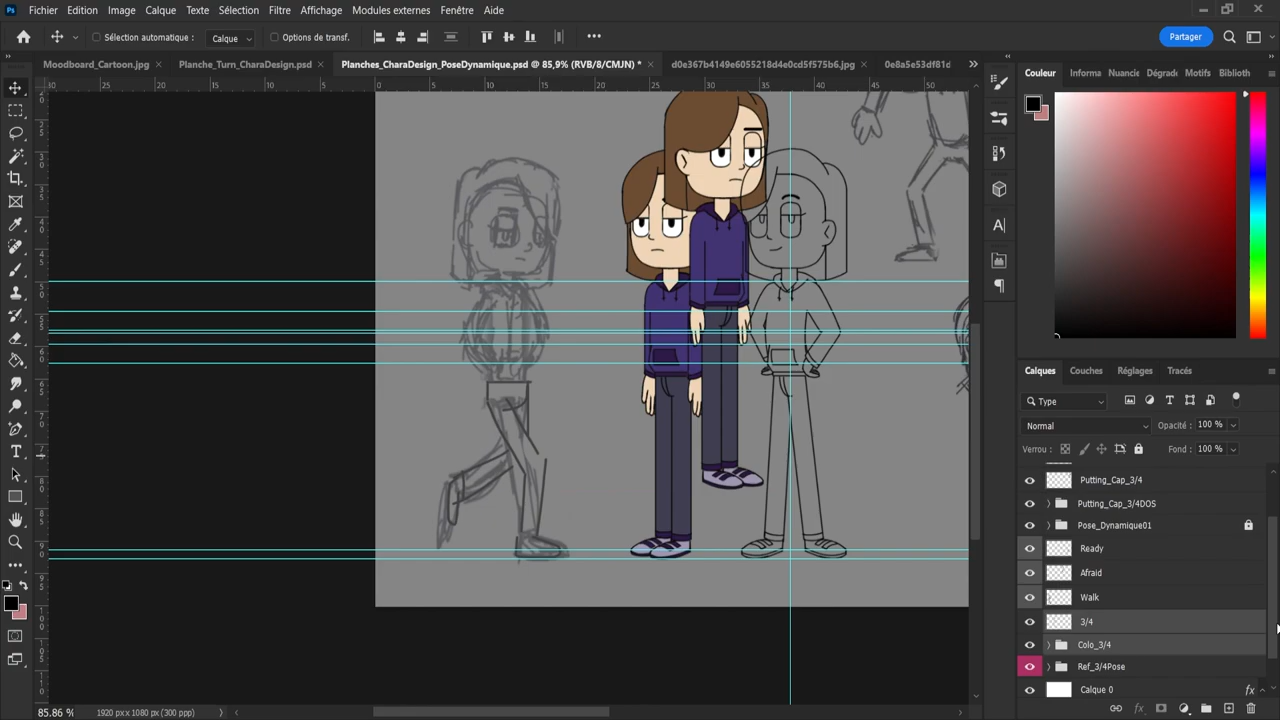 Fichier Edition Image Calque Texte Sélection Filtre Affichage Modules externes Fenêtre Aide
Sélection automatique : Calque Options de transf. Partager
Moodboard_Cartoon.jpg Planche_Turn_CharaDesign.psd Planches_CharaDesign_PoseDynamique.psd @ 85,9% (RVB/8/CMJN) * d0e367b4149e6055218d4e0cd5f575b6.jpg 0e8a5e53df81d
Couleur Informa Nuancie Dégradé Motifs Biblioth
Calques Couches Réglages Tracés
Type
Normal Opacité : 100 %
Verrou : Fond : 100 %
Putting_Cap_3/4
Putting_Cap_3/4DOS
Pose_Dynamique01
Ready
Afraid
Walk
3/4
Colo_3/4
Ref_3/4Pose
Calque 0 fx
85.86 % 1920 px x 1080 px (300 ppp)